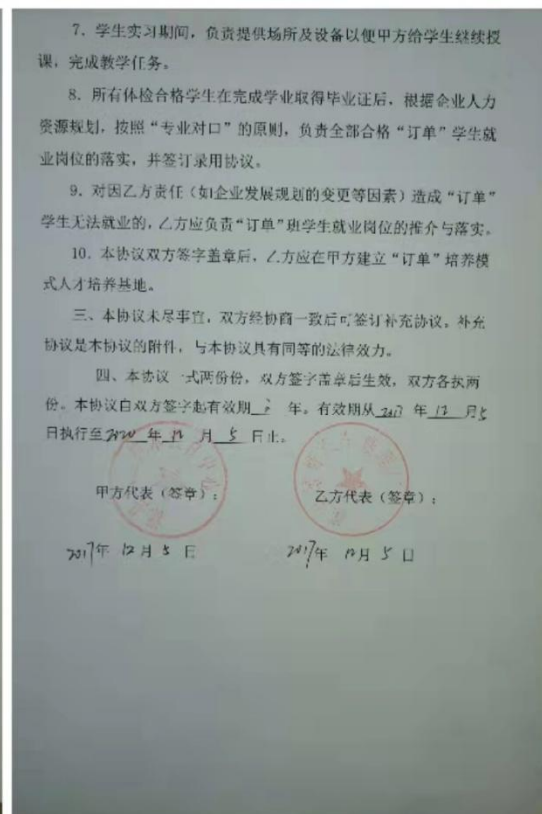 7．学生实习期间，负责提供场所及设备以便甲方给学生继续授
课，完成教学任务。
8．所有体检合格学生在完成学业取得毕业证后，根据企业人力
资源规划，按照“专业对口”的原则，负责全部合格“订单”学生就
业岗位的落实，并签订录用协议。
9．对因乙方责任（如企业发展规划的变更等因素）造成“订单”
学生无法就业的，乙方应负责“订单”班学生就业岗位的推介与落实。
10．本协议双方签字盖章后，乙方应在甲方建立“订单”培养模
式人才培养基地。
三、本协议未尽事宜，双方经协商一致后可签订补充协议。补充
协议是本协议的附件，与本协议具有同等的法律效力。
四、本协议一式两份份，双方签字盖章后生效，双方各执两
份。本协议自双方签字起有效期 年。有效期从 2017 年 12 月 5
日执行至 2020 年 12 月 5 日止。
甲方代表（签章）： 乙方代表（签章）：
2017年 12月 5 日 2017年 12月 5 日